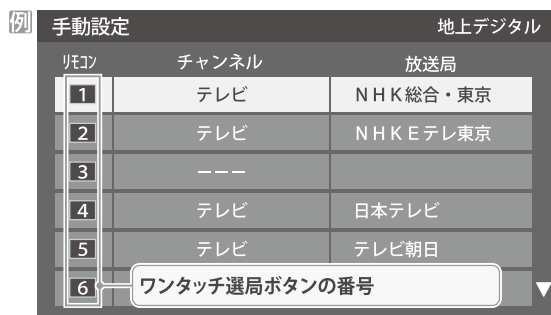 例
手動設定 地上デジタル
リモコン チャンネル 放送局
1 テレビ ＮＨＫ総合・東京
2 テレビ ＮＨＫＥテレ東京
3 −−−
4 テレビ 日本テレビ
5 テレビ テレビ朝日
6 ワンタッチ選局ボタンの番号